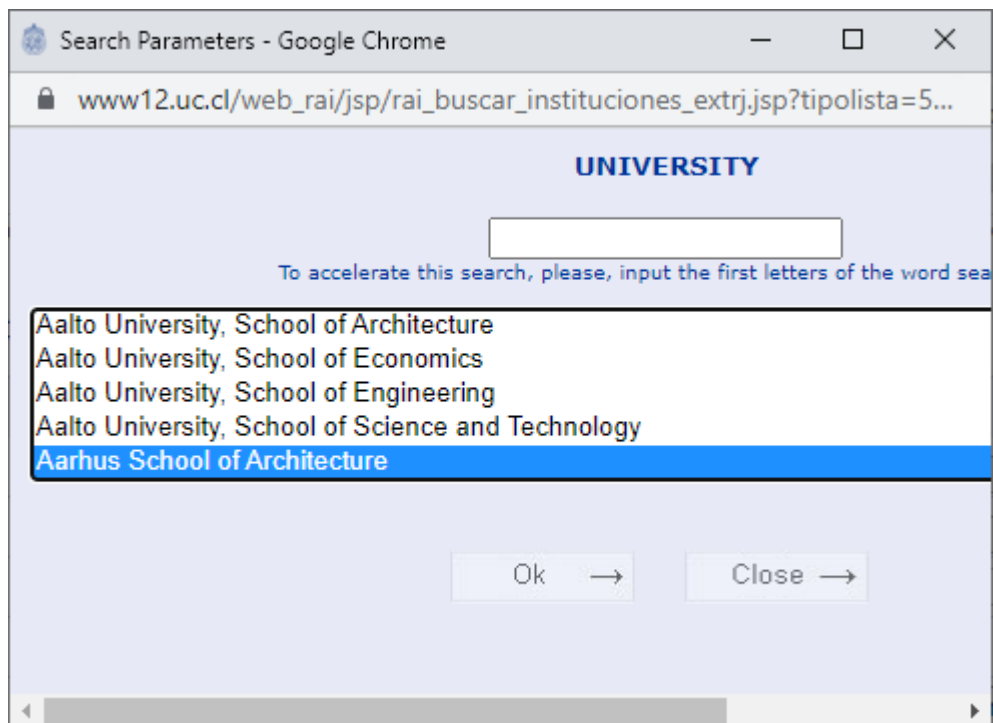 Search Parameters - Google Chrome
www12.uc.cl/web_rai/jsp/rai_buscar_instituciones_extrj.jsp?tipolista=5...
UNIVERSITY
To accelerate this search, please, input the first letters of the word sea
Aalto University, School of Architecture
Aalto University, School of Economics
Aalto University, School of Engineering
Aalto University, School of Science and Technology
Aarhus School of Architecture
Ok → Close →